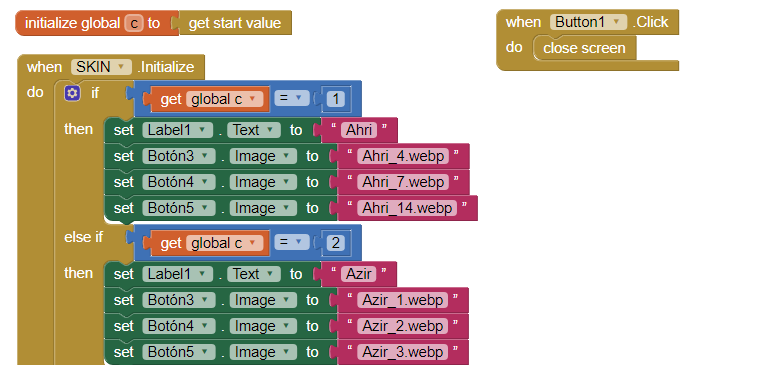 initialize global c to get start value
when SKIN .Initialize
do if get global c = 1
then set Label1 . Text to “ Ahri ”
set Botón3 . Image to “ Ahri_4.webp ”
set Botón4 . Image to “ Ahri_7.webp ”
set Botón5 . Image to “ Ahri_14.webp ”
else if get global c = 2
then set Label1 . Text to “ Azir ”
set Botón3 . Image to “ Azir_1.webp ”
set Botón4 . Image to “ Azir_2.webp ”
set Botón5 . Image to “ Azir_3.webp ”
when Button1 .Click
do close screen